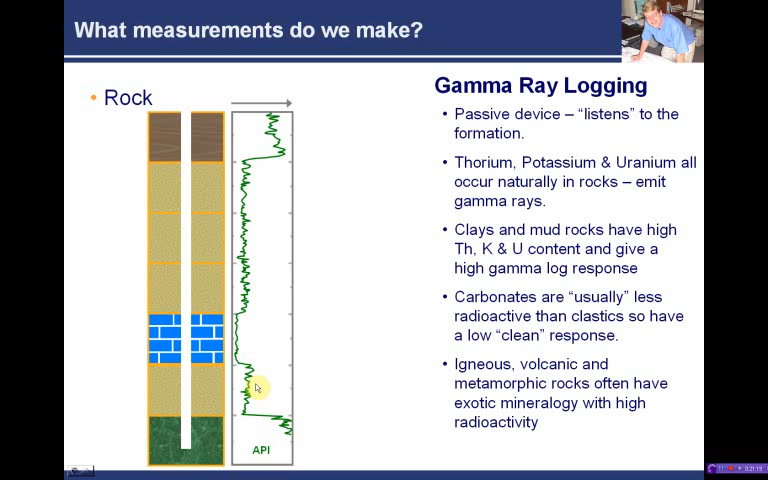 What measurements do we make?
• Rock
Gamma Ray Logging
• Passive device – “listens” to the
formation.
• Thorium, Potassium & Uranium all
occur naturally in rocks – emit
gamma rays.
• Clays and mud rocks have high
Th, K & U content and give a
high gamma log response
• Carbonates are “usually” less
radioactive than clastics so have
a low “clean” response.
• Igneous, volcanic and
metamorphic rocks often have
exotic mineralogy with high
radioactivity
API
0:21:19